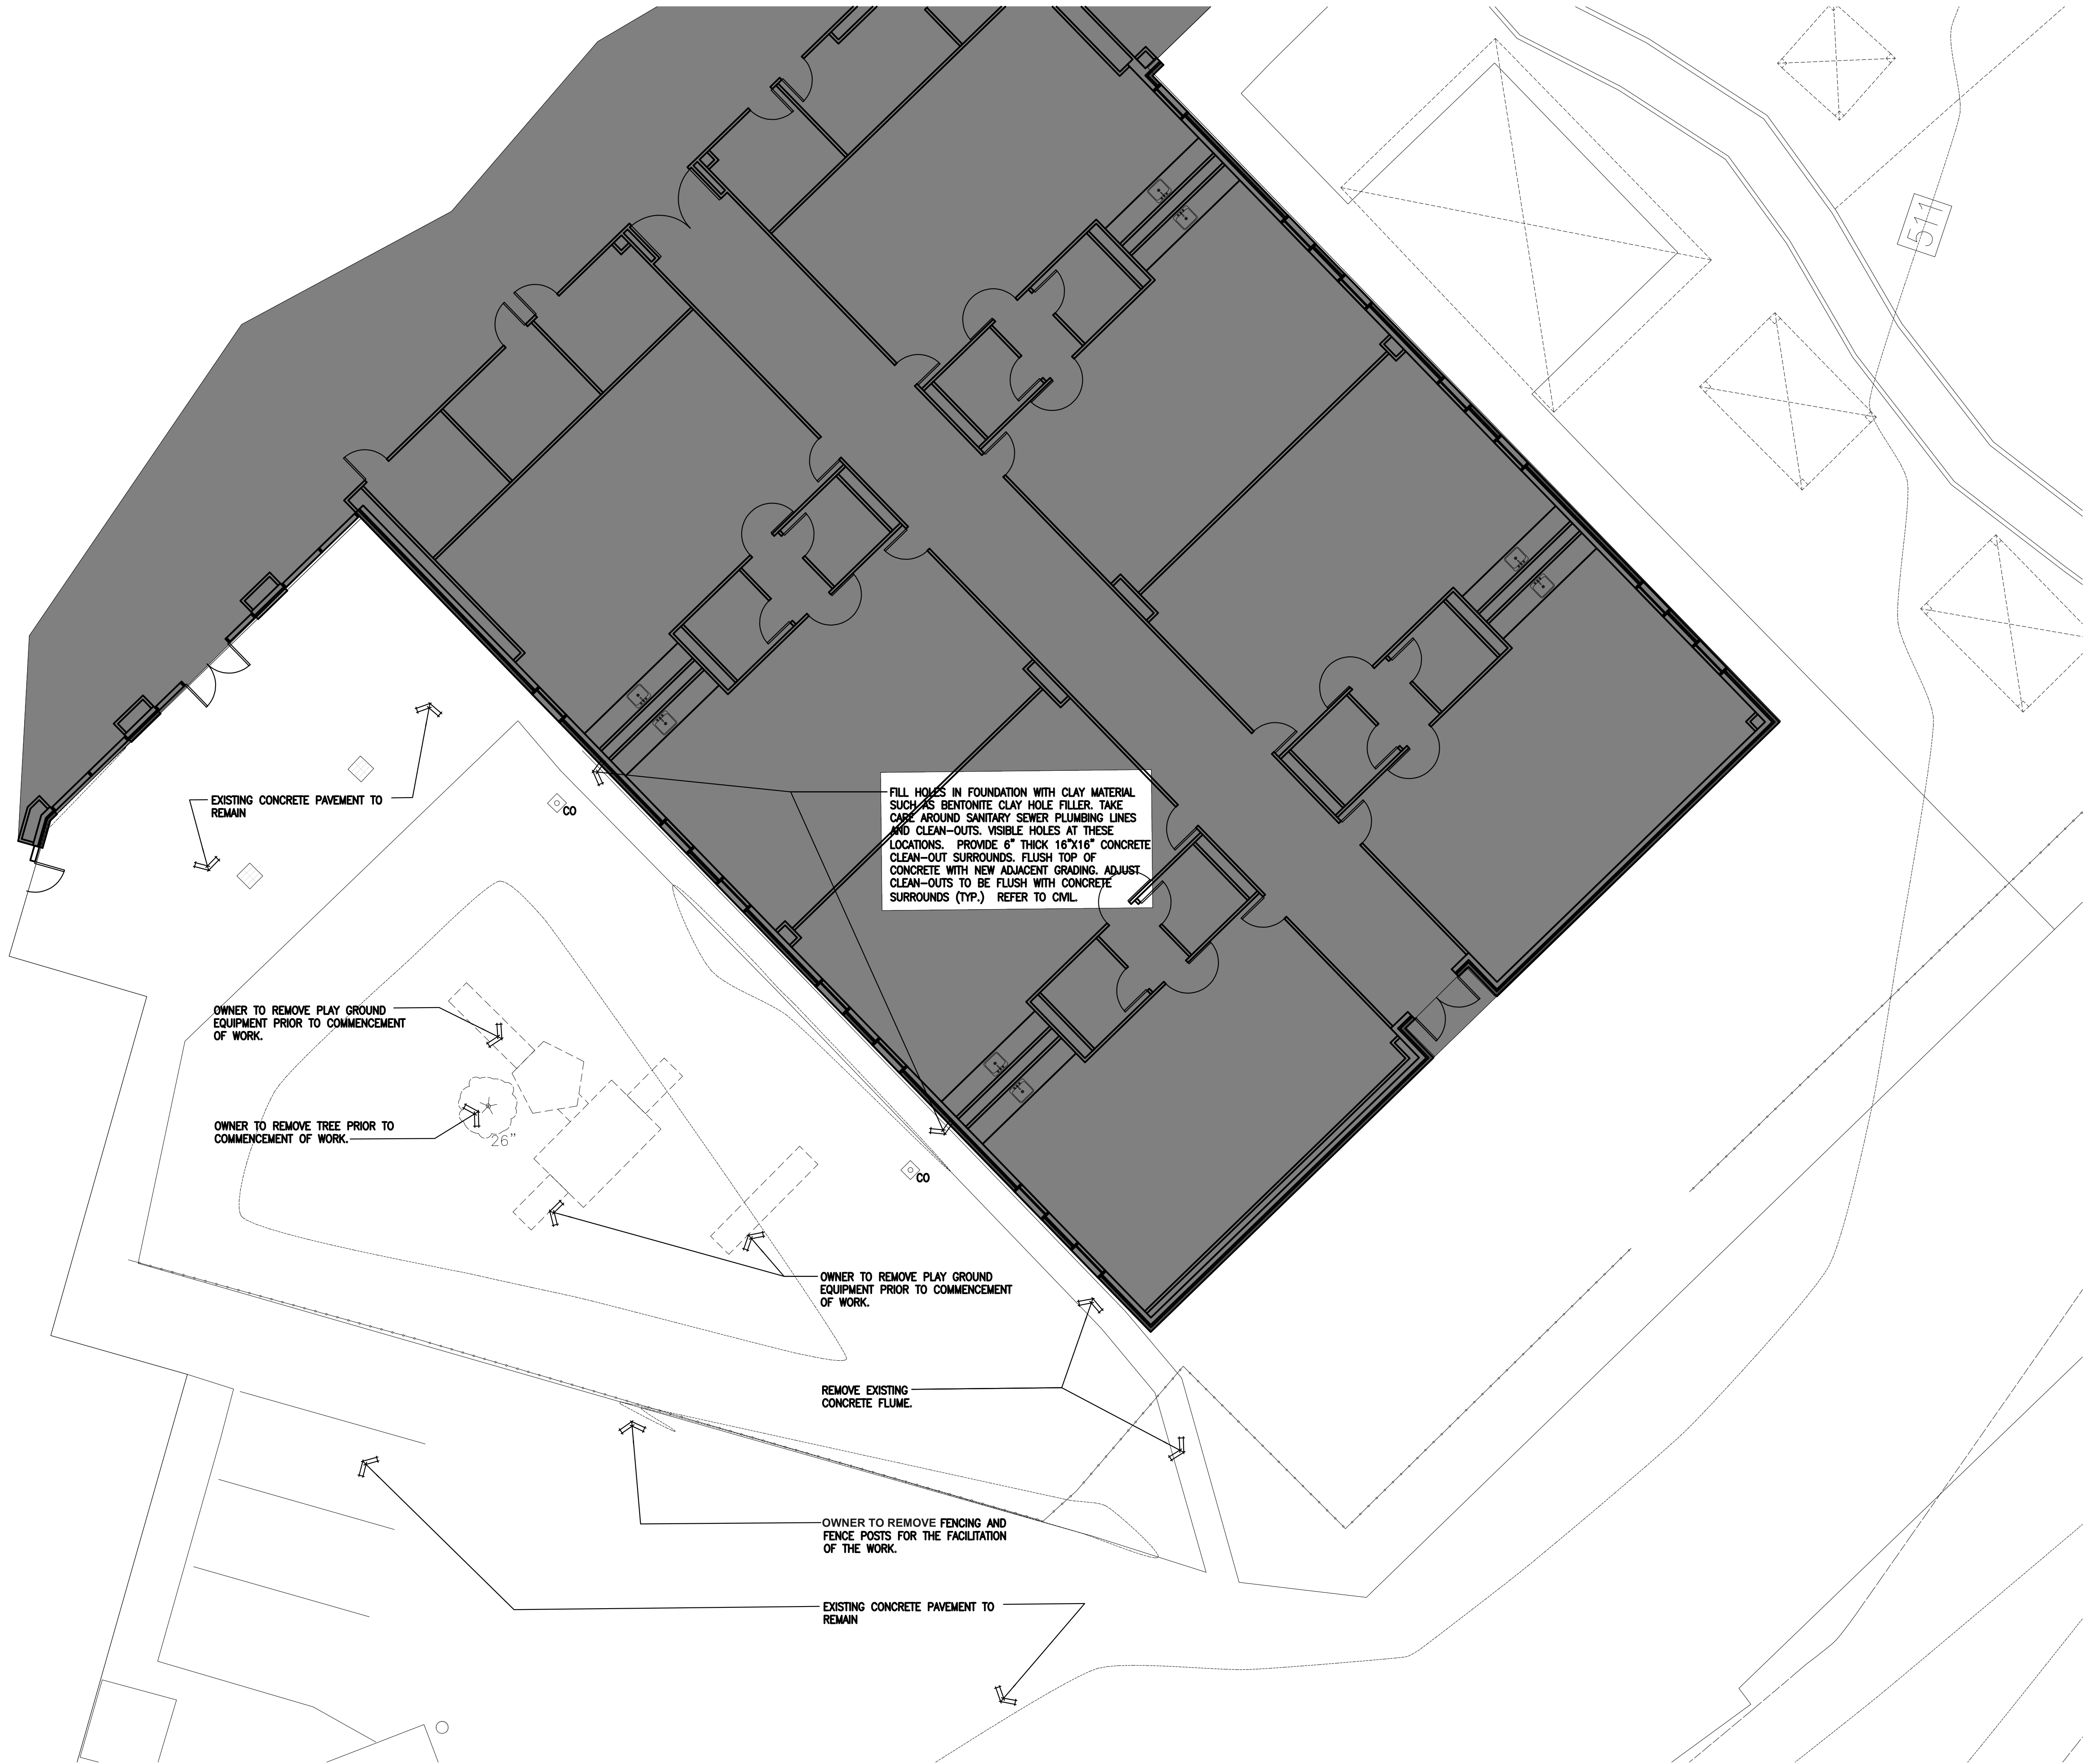 511
EXISTING CONCRETE PAVEMENT TO
REMAIN
CO
FILL HOLES IN FOUNDATION WITH CLAY MATERIAL
SUCH AS BENTONITE CLAY HOLE FILLER. TAKE
CARE AROUND SANITARY SEWER PLUMBING LINES
AND CLEAN-OUTS. VISIBLE HOLES AT THESE
LOCATIONS. PROVIDE 6" THICK 16"X16" CONCRETE
CLEAN-OUT SURROUNDS. FLUSH TOP OF
CONCRETE WITH NEW ADJACENT GRADING. ADJUST
CLEAN-OUTS TO BE FLUSH WITH CONCRETE
SURROUNDS (TYP.) REFER TO CIVIL.
OWNER TO REMOVE PLAY GROUND
EQUIPMENT PRIOR TO COMMENCEMENT
OF WORK.
OWNER TO REMOVE TREE PRIOR TO
COMMENCEMENT OF WORK.
26"
CO
OWNER TO REMOVE PLAY GROUND
EQUIPMENT PRIOR TO COMMENCEMENT
OF WORK.
REMOVE EXISTING
CONCRETE FLUME.
OWNER TO REMOVE FENCING AND
FENCE POSTS FOR THE FACILITATION
OF THE WORK.
EXISTING CONCRETE PAVEMENT TO
REMAIN